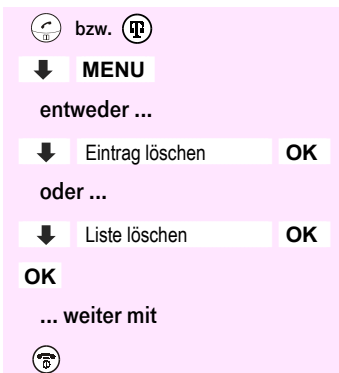 bzw.
MENU
entweder ...
Eintrag löschen OK
oder ...
Liste löschen OK
OK
... weiter mit